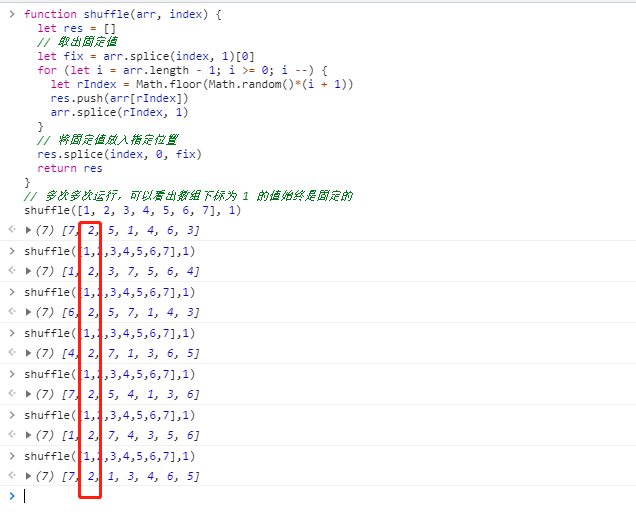 function shuffle(arr, index) {
let res = []
// 取出固定值
let fix = arr.splice(index, 1)[0]
for (let i = arr.length - 1; i >= 0; i --) {
let rIndex = Math.floor(Math.random()*(i + 1))
res.push(arr[rIndex])
arr.splice(rIndex, 1)
}
// 将固定值放入指定位置
res.splice(index, 0, fix)
return res
}
// 多次多次运行，可以看出数组下标为 1 的值始终是固定的
shuffle([1, 2, 3, 4, 5, 6, 7], 1)
(7) [7, 2, 5, 1, 4, 6, 3]
shuffle([1,2,3,4,5,6,7],1)
(7) [1, 2, 3, 7, 5, 6, 4]
shuffle([1,2,3,4,5,6,7],1)
(7) [6, 2, 5, 7, 1, 4, 3]
shuffle([1,2,3,4,5,6,7],1)
(7) [4, 2, 7, 1, 3, 6, 5]
shuffle([1,2,3,4,5,6,7],1)
(7) [7, 2, 5, 4, 1, 3, 6]
shuffle([1,2,3,4,5,6,7],1)
(7) [1, 2, 7, 4, 3, 5, 6]
shuffle([1,2,3,4,5,6,7],1)
(7) [7, 2, 1, 3, 4, 6, 5]